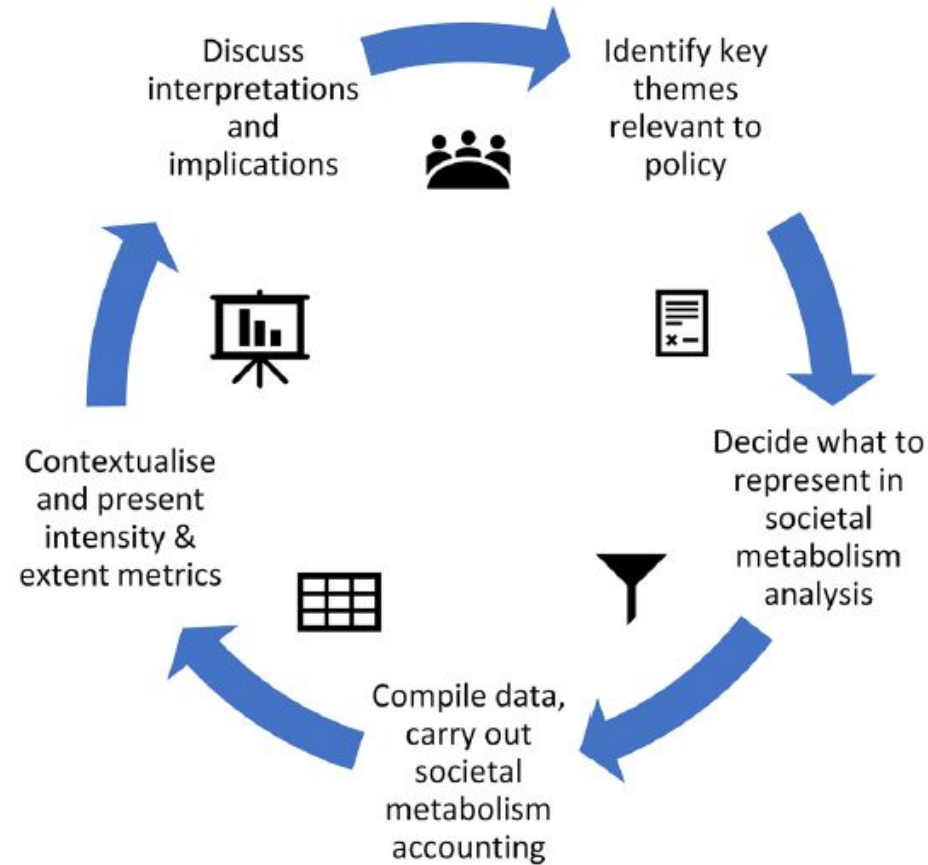 Discuss
interpretations
and
implications
Identify key
themes
relevant to
policy
Decide what to
represent in
societal
metabolism
analysis
Compile data,
carry out
societal
metabolism
accounting
Contextualise
and present
intensity &
extent metrics